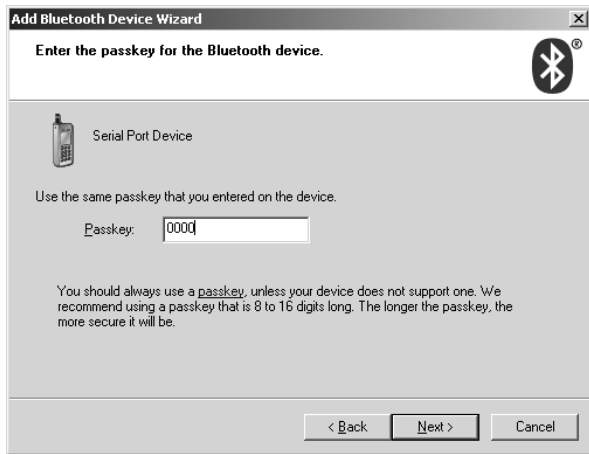 Add Bluetooth Device Wizard
Enter the passkey for the Bluetooth device.
®
Serial Port Device
Use the same passkey that you entered on the device.
Passkey: 0000
You should always use a passkey, unless your device does not support one. We
recommend using a passkey that is 8 to 16 digits long. The longer the passkey, the
more secure it will be.
< Back Next > Cancel